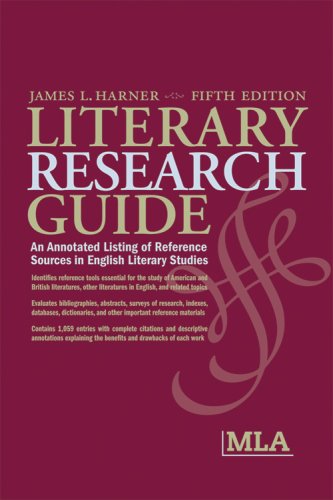 JAMES L. HARNER FIFTH EDITION
LITERARY
RESEARCH
GUIDE
An Annotated Listing of Reference
Sources in English Literary Studies
Identifies reference tools essential for the study of American and
British literatures, other literatures in English, and related topics
Evaluates bibliographies, abstracts, surveys of research, indexes,
databases, dictionaries, and other important reference materials
Contains 1,059 entries with complete citations and descriptive
annotations explaining the benefits and drawbacks of each work
MLA